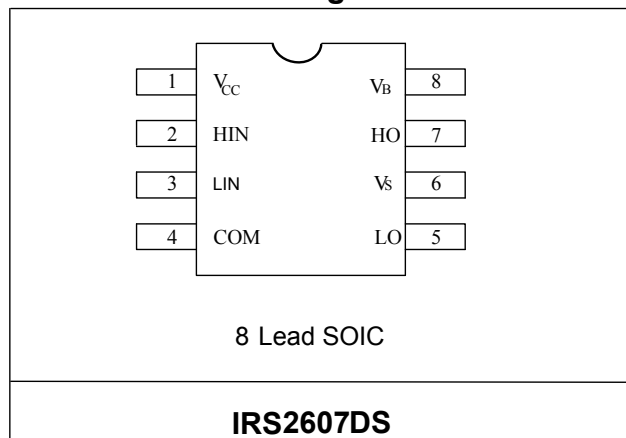 1 VCC VB 8
2 HIN HO 7
3 LIN VS 6
4 COM LO 5
8 Lead SOIC
IRS2607DS